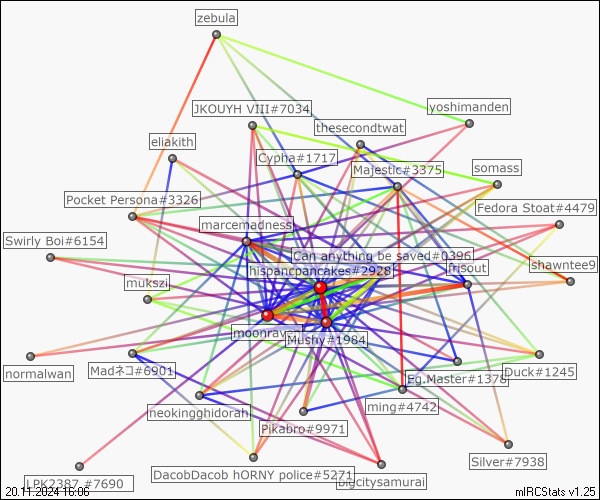 zebula
JKOUYH VIII#7034
yoshimanden
thesecondtwat
eliakith
Cypha#1717
Majestic#3375
somass
Pocket Persona#3326
Fedora Stoat#4479
marcemadness
Swirly Boi#6154
Can anything be saved#0396
hispancpancakes#2928
frisout
shawntee9
mukszi
moonraven
Mushy#1984
normalwan
Madネコ#6901
Eg.Master#1378
Duck#1245
neokingghidorah
ming#4742
Pikabro#9971
Silver#7938
DacobDacob hORNY police#5271
bigcitysamurai
LPK2387_#7690
20.11.2024 16:06
mIRCStats v1.25